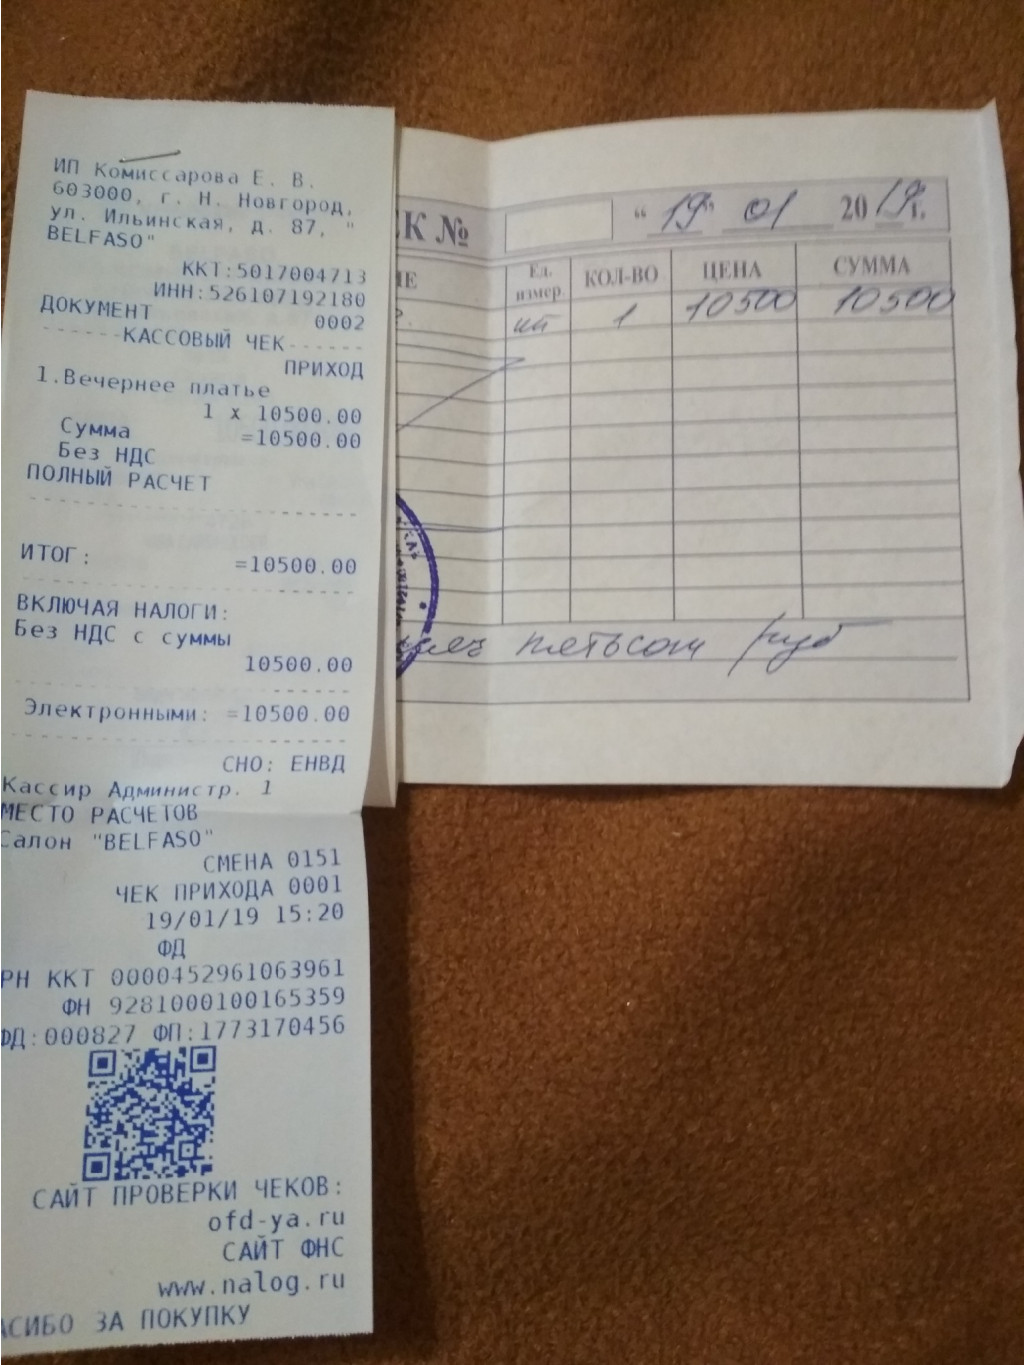 ИП Комиссарова Е. В.
603000, г. Н. Новгород,
ул. Ильинская, д. 87, "
BELFASO"
ККТ:5017004713
ИНН:526107192180
ДОКУМЕНТ 0002
КАССОВЫЙ ЧЕК
ПРИХОД
1.Вечернее платье
1 x 10500.00
Сумма =10500.00
Без НДС
ПОЛНЫЙ РАСЧЕТ
ИТОГ: =10500.00
ВКЛЮЧАЯ НАЛОГИ:
Без НДС с суммы
10500.00
Электронными: =10500.00
СНО: ЕНВД
Кассир Администр. 1
МЕСТО РАСЧЕТОВ
Салон "BELFASO"
СМЕНА 0151
ЧЕК ПРИХОДА 0001
19/01/19 15:20
ФД
РН ККТ 0000452961063961
ФН 9281000100165359
ФД:000827 ФП:1773170456
САЙТ ПРОВЕРКИ ЧЕКОВ:
ofd-ya.ru
САЙТ ФНС
www.nalog.ru
АСИБО ЗА ПОКУПКУ
ЕК № "19" 01 2019г.
ИЕ Ед. измер. КОЛ-ВО ЦЕНА СУММА
шт 1 10500 10500
пятьсот руб